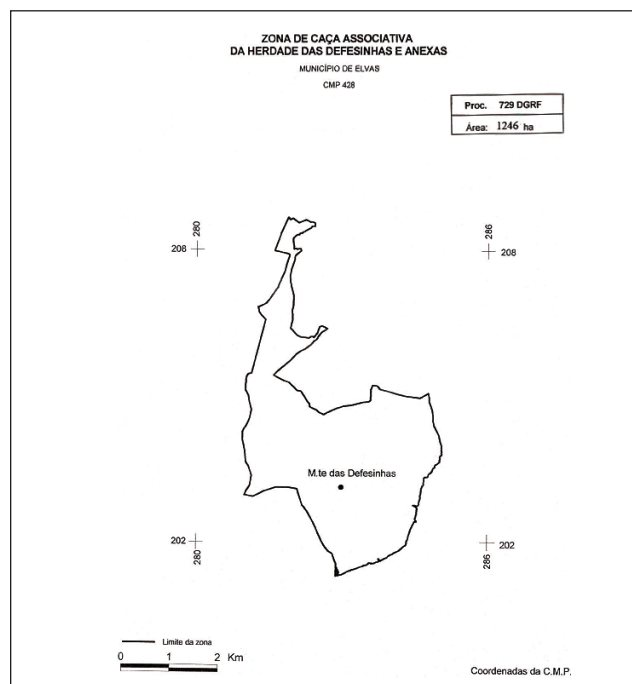 ZONA DE CAÇA ASSOCIATIVA
DA HERDADE DAS DEFESINHAS E ANEXAS
MUNICÍPIO DE ELVAS
CMP 428
Proc. 729 DGRF
Área: 1246 ha
280
208
286
208
M.te das Defesinhas
202
280
286
202
Limite da zona
0 1 2 Km
Coordenadas da C.M.P.